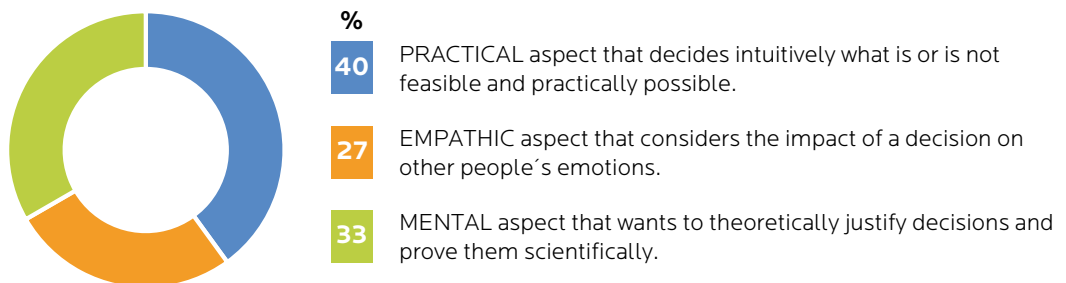 %
40 PRACTICAL aspect that decides intuitively what is or is not
feasible and practically possible.
27 EMPATHIC aspect that considers the impact of a decision on
other people´s emotions.
33 MENTAL aspect that wants to theoretically justify decisions and
prove them scientifically.